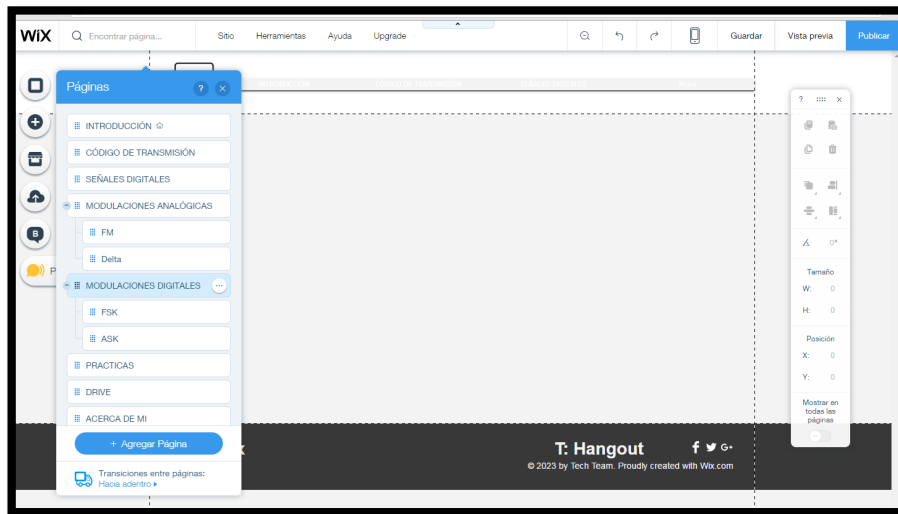 WiX
Encontrar página...
Sitio
Herramientas
Ayuda
Upgrade
Guardar
Vista previa
Publicar
Páginas
?
INTRODUCCIÓN
CÓDIGO DE TRANSMISIÓN
SEÑALES DIGITALES
MODULACIONES ANALÓGICAS
FM
Delta
MODULACIONES DIGITALES
FSK
ASK
PRACTICAS
DRIVE
ACERCA DE MI
+ Agregar Página
Transiciones entre páginas:
Hacia adentro
B
P
?
0°
Tamaño
W: 0
H: 0
Posición
X: 0
Y: 0
Mostrar en
todas las
páginas
T: Hangout
G+
© 2023 by Tech Team. Proudly created with Wix.com